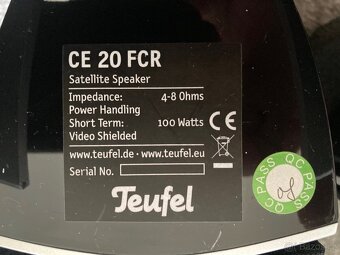 CE 20 FCR
Satellite Speaker
Impedance: 4-8 Ohms
Power Handling
Short Term: 100 Watts
Video Shielded
www.teufel.de · www.teufel.eu
Serial No.
Teufel
QC PASS QC PASS